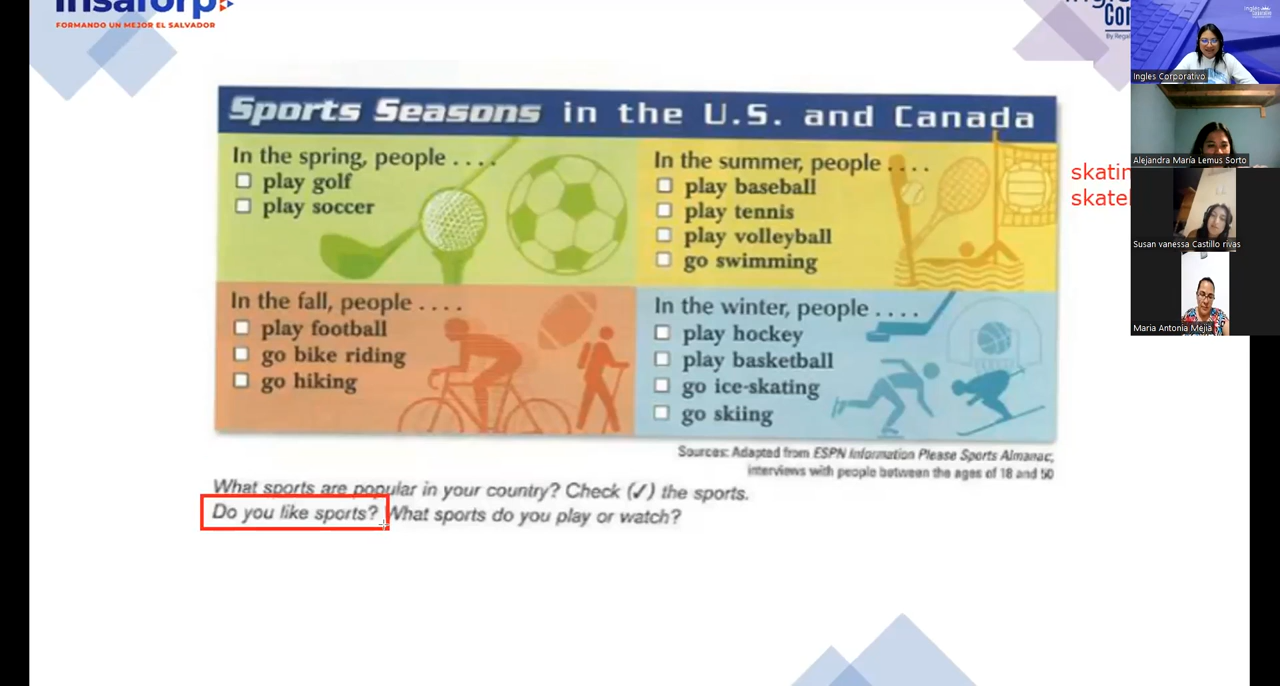 FORMANDO UN MEJOR EL SALVADOR
Sports Seasons in the U.S. and Canada
In the spring, people . . . .
play golf
play soccer
In the summer, people . . . .
play baseball
play tennis
play volleyball
go swimming
In the fall, people . . . .
play football
go bike riding
go hiking
In the winter, people . . . .
play hockey
play basketball
go ice-skating
go skiing
Sources: Adapted from ESPN Information Please Sports Almanac,
interviews with people between the ages of 18 and 50
What sports are popular in your country? Check (✓) the sports.
Do you like sports? What sports do you play or watch?
Ingles Corporativo
Alejandra María Lemus Sorto
Susan vanessa Castillo rivas
Maria Antonia Mejia